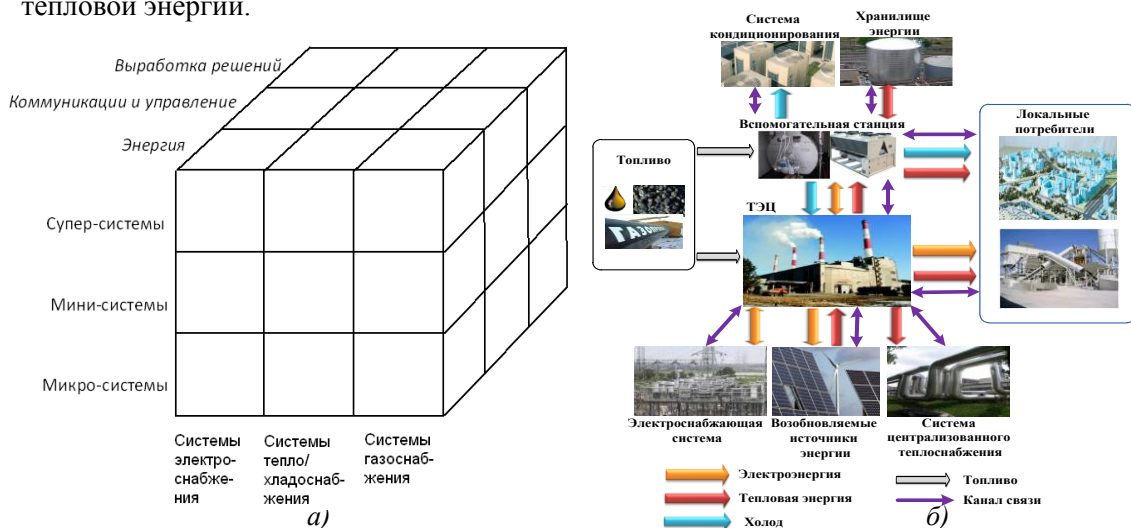 тепловой энергии.
Выработка решений
Коммуникации и управление
Энергия
Супер-системы
Мини-системы
Микро-системы
Системы
электро-
снабже-
ния
Системы
тепло/
хладоснаб-
жения
Системы
газоснаб-
жения
а)
Система
кондиционирования
Хранилище
энергии
Вспомогательная станция
Локальные
потребители
Топливо
ГАЗОП
ТЭЦ
Электроснабжающая
система
Возобновляемые
источники
энергии
Система
централизованного
теплоснабжения
Электроэнергия
Тепловая энергия
Холод
Топливо
Канал связи
б)